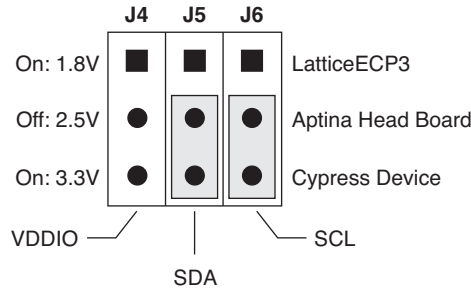 J4 J5 J6
On: 1.8V LatticeECP3
Off: 2.5V Aptina Head Board
On: 3.3V Cypress Device
VDDIO SCL
SDA